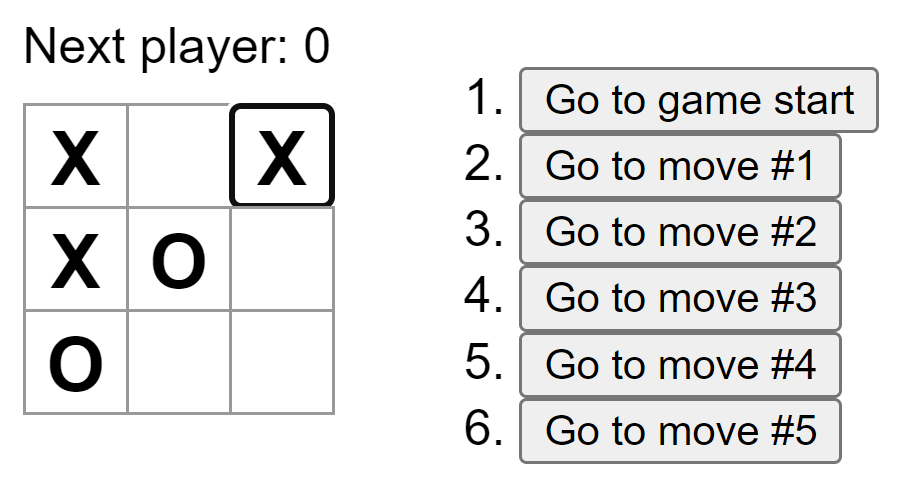 Next player: 0
X X
X O
O
1. Go to game start
2. Go to move #1
3. Go to move #2
4. Go to move #3
5. Go to move #4
6. Go to move #5